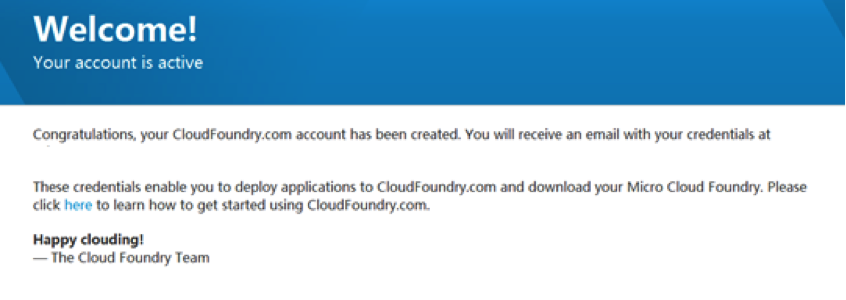 Welcome!
Your account is active
Congratulations, your CloudFoundry.com account has been created. You will receive an email with your credentials at
These credentials enable you to deploy applications to CloudFoundry.com and download your Micro Cloud Foundry. Please
click here to learn how to get started using CloudFoundry.com.
Happy clouding!
— The Cloud Foundry Team